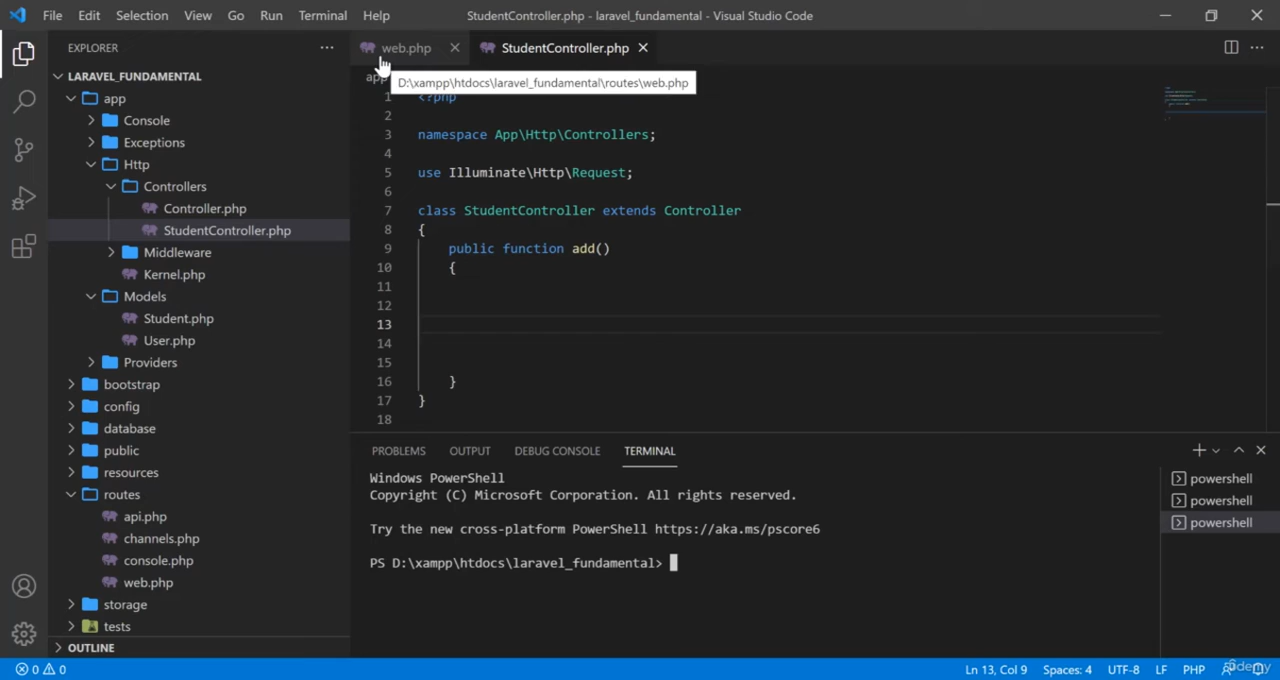 File Edit Selection View Go Run Terminal Help StudentController.php - laravel_fundamental - Visual Studio Code
EXPLORER
LARAVEL_FUNDAMENTAL
app
Console
Exceptions
Http
Controllers
Controller.php
StudentController.php
Middleware
Kernel.php
Models
Student.php
User.php
Providers
bootstrap
config
database
public
resources
routes
api.php
channels.php
console.php
web.php
storage
tests
OUTLINE
web.php StudentController.php
app
D:\xampp\htdocs\laravel_fundamental\routes\web.php
1 <?php
2
3 namespace App\Http\Controllers;
4
5 use Illuminate\Http\Request;
6
7 class StudentController extends Controller
8 {
9 public function add()
10 {
11
12
13
14
15
16 }
17 }
18
PROBLEMS OUTPUT DEBUG CONSOLE TERMINAL
Windows PowerShell
Copyright (C) Microsoft Corporation. All rights reserved.
Try the new cross-platform PowerShell https://aka.ms/pscore6
PS D:\xampp\htdocs\laravel_fundamental>
powershell
powershell
powershell
0 0 Ln 13, Col 9 Spaces: 4 UTF-8 LF PHP
udemy